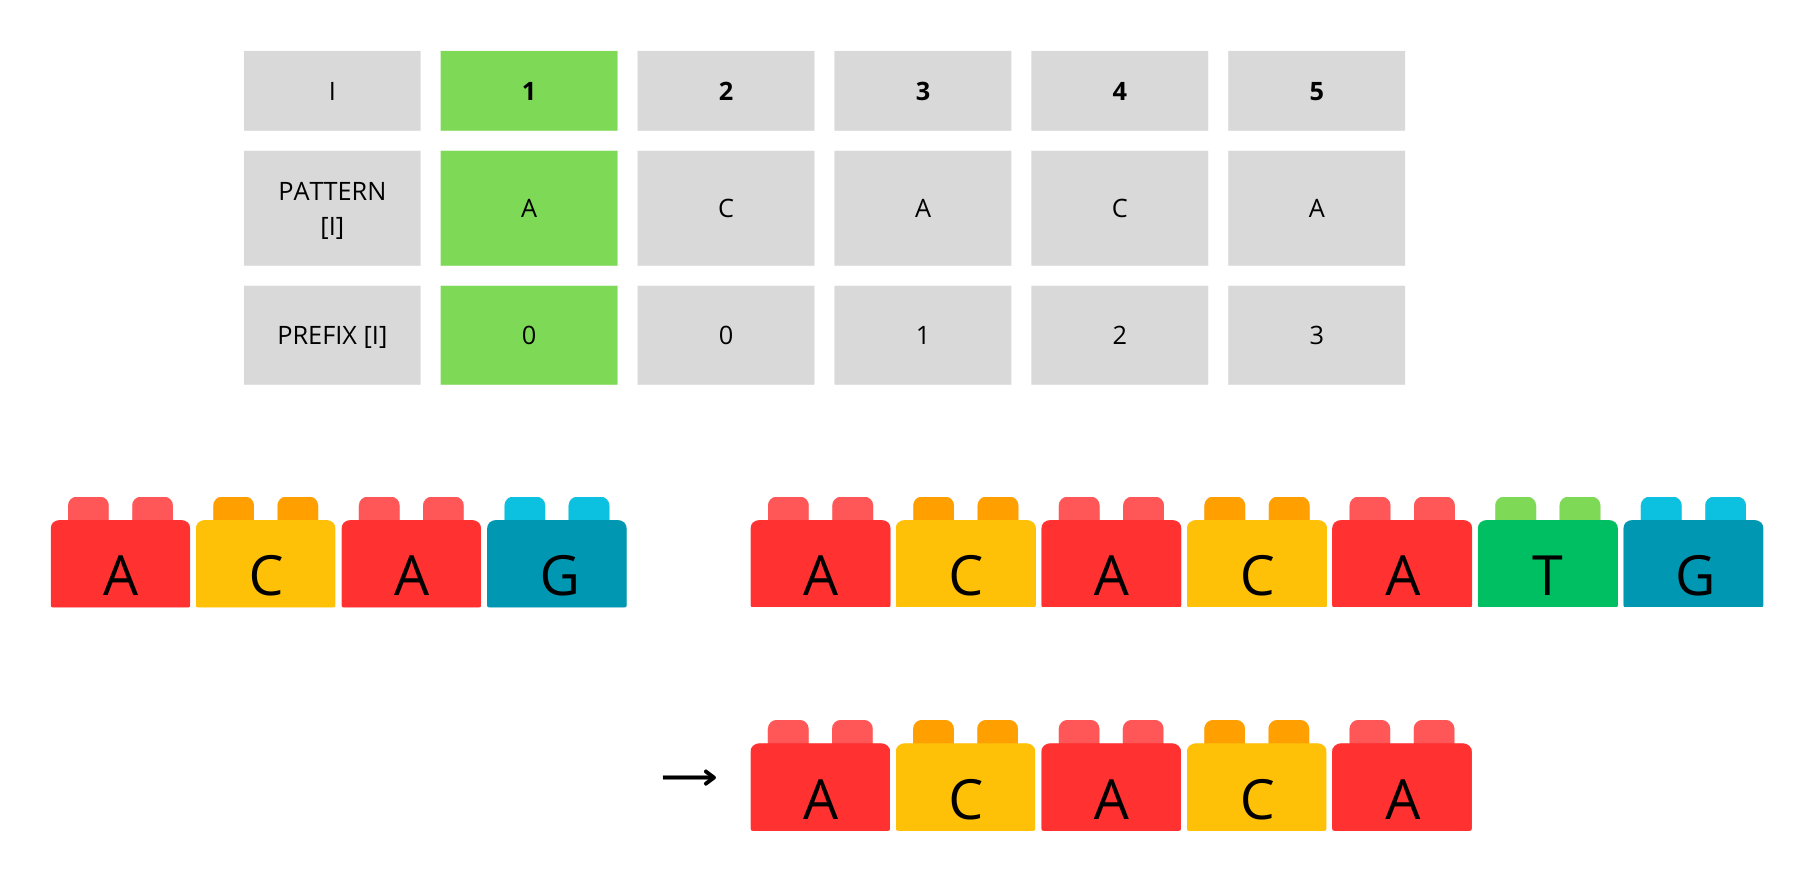 I 1 2 3 4 5
PATTERN
[I] A C A C A
PREFIX [I] 0 0 1 2 3
A C A G A C A C A T G
A C A C A